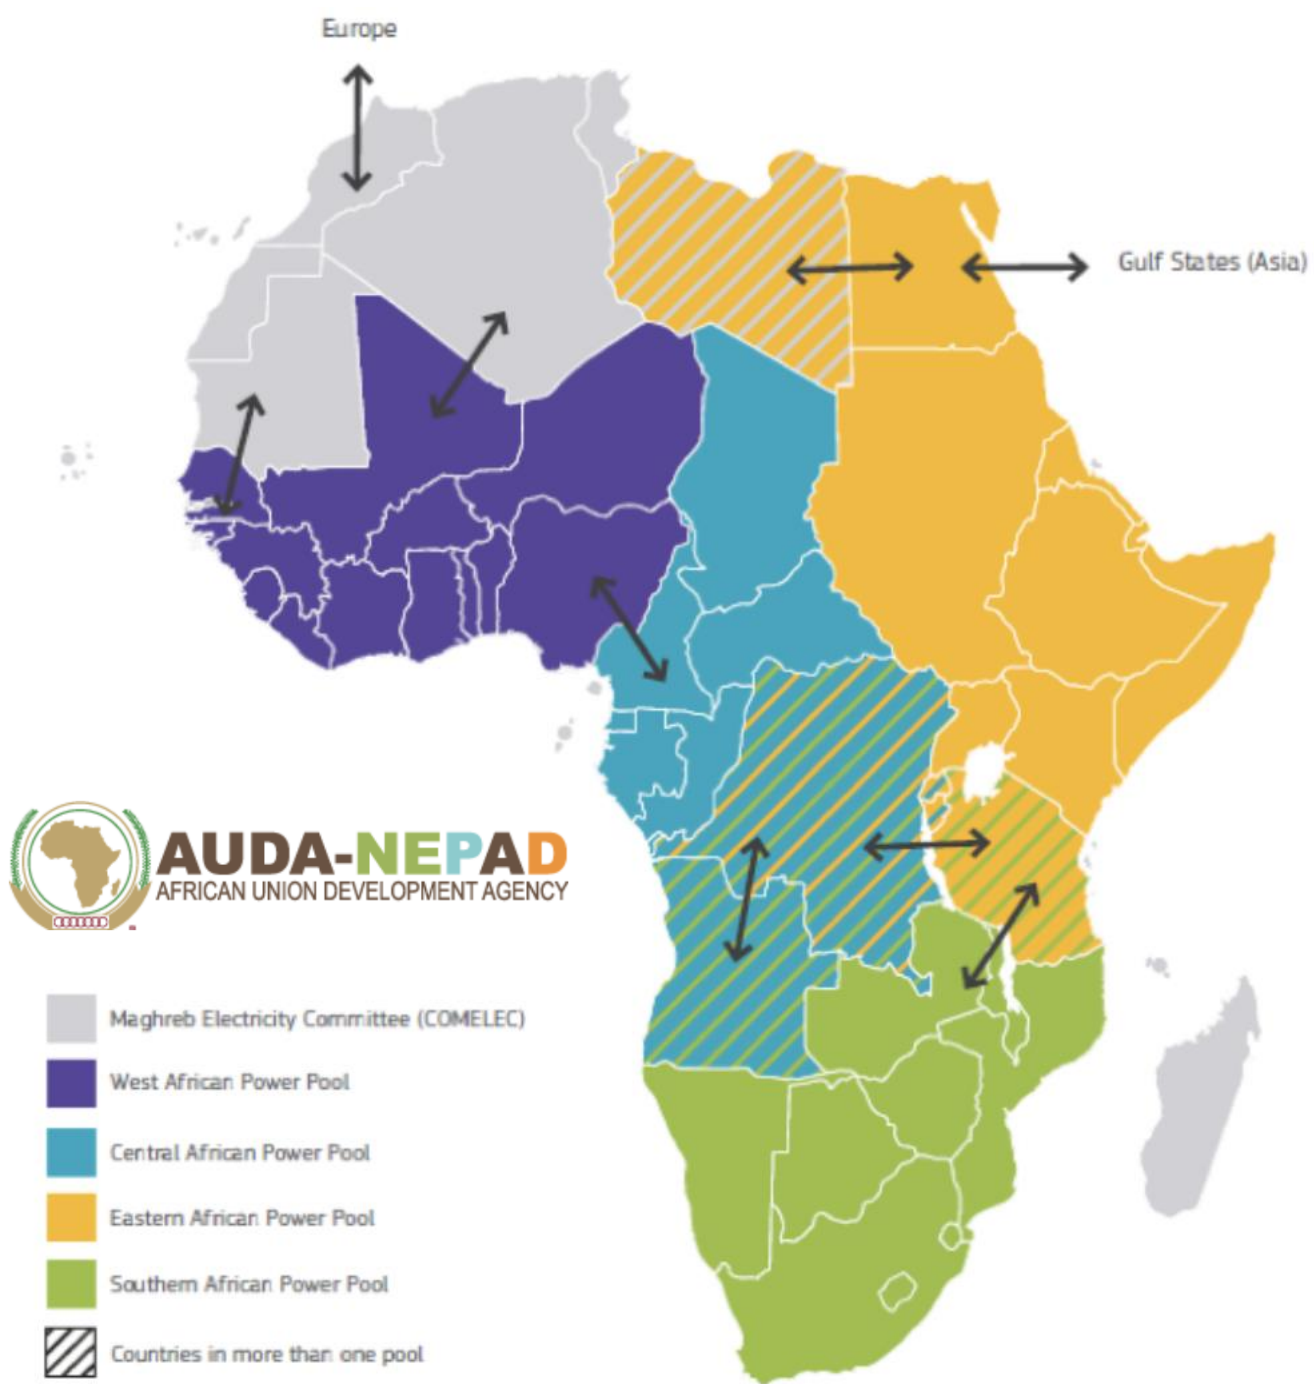 Europe
Gulf States (Asia)
AUDA-NEPAD
AFRICAN UNION DEVELOPMENT AGENCY
Maghreb Electricity Committee (COMELEC)
West African Power Pool
Central African Power Pool
Eastern African Power Pool
Southern African Power Pool
Countries in more than one pool